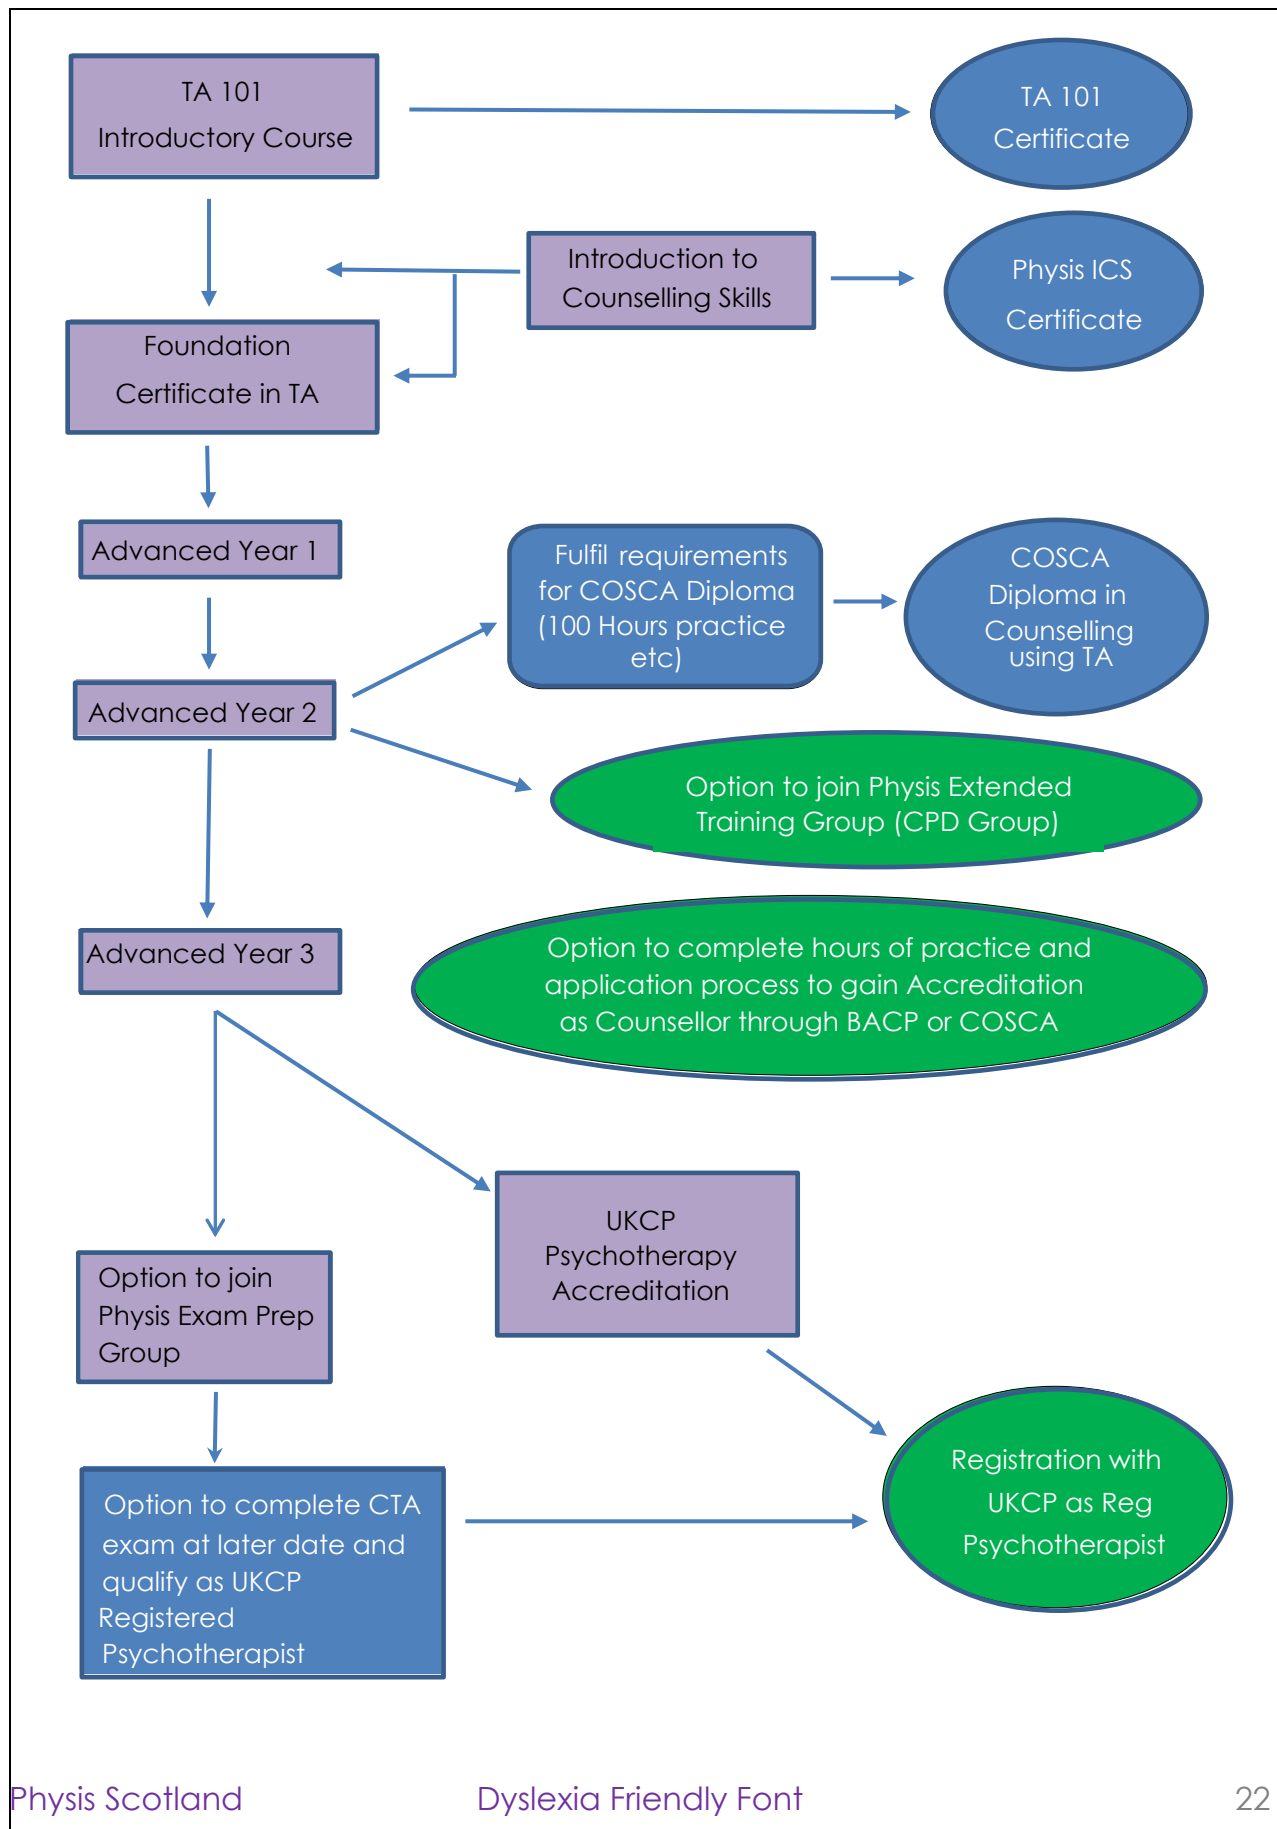 TA 101
Introductory Course
TA 101
Certificate
Introduction to
Counselling Skills
Physis ICS
Certificate
Foundation
Certificate in TA
Advanced Year 1
Fulfil requirements
for COSCA Diploma
(100 Hours practice
etc)
COSCA
Diploma in
Counselling
using TA
Advanced Year 2
Option to join Physis Extended
Training Group (CPD Group)
Advanced Year 3
Option to complete hours of practice and
application process to gain Accreditation
as Counsellor through BACP or COSCA
UKCP
Psychotherapy
Accreditation
Option to join
Physis Exam Prep
Group
Registration with
UKCP as Reg
Psychotherapist
Option to complete CTA
exam at later date and
qualify as UKCP
Registered
Psychotherapist
Physis Scotland Dyslexia Friendly Font 22